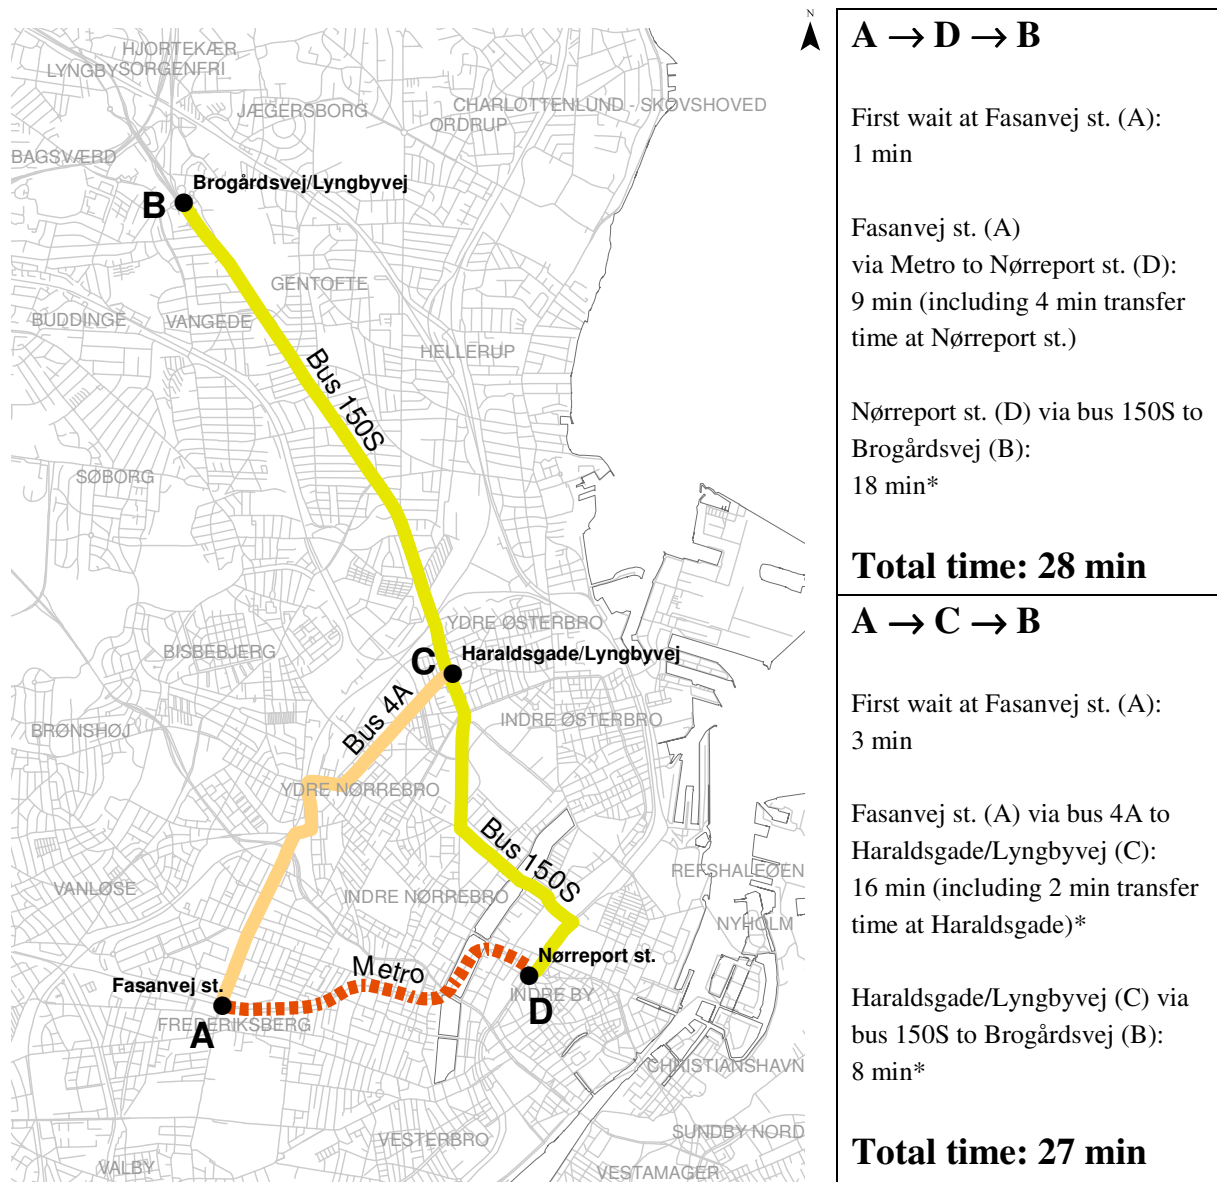 N
HJORTEKÆR
LYNGBY SORGENFRI
JÆGERSBORG
CHARLOTTENLUND - SKOVSHOVED
ORDRUP
BAGSVÆRD
Brogårdsvej/Lyngbyvej
B
GENTOFTE
BUDDINGE
VANGEDE
HELLERUP
Bus 150S
SØBORG
YDRE ØSTERBRO
BISBEBJERG
C
Haraldsgade/Lyngbyvej
Bus 4A
INDRE ØSTERBRO
BRØNSHØJ
YDRE NØRREBRO
Bus 150S
VANLØSE
INDRE NØRREBRO
REFSHALEØEN
NYHOLM
Nørreport st.
Metro
Fasanvej st.
INDRE BY
D
FREDERIKSBERG
A
CHRISTIANSHAVN
VESTERBRO
SUNDBY NORD
VALBY
VESTAMAGER
A → D → B
First wait at Fasanvej st. (A):
1 min
Fasanvej st. (A)
via Metro to Nørreport st. (D):
9 min (including 4 min transfer
time at Nørreport st.)
Nørreport st. (D) via bus 150S to
Brogårdsvej (B):
18 min*
Total time: 28 min
A → C → B
First wait at Fasanvej st. (A):
3 min
Fasanvej st. (A) via bus 4A to
Haraldsgade/Lyngbyvej (C):
16 min (including 2 min transfer
time at Haraldsgade)*
Haraldsgade/Lyngbyvej (C) via
bus 150S to Brogårdsvej (B):
8 min*
Total time: 27 min